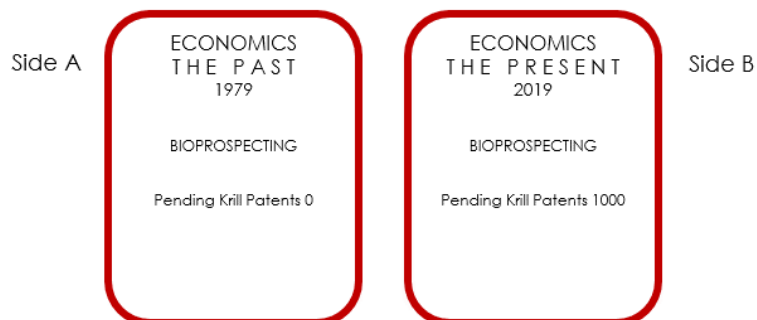 Side A
ECONOMICS
THE PAST
1979
BIOPROSPECTING
Pending Krill Patents 0
ECONOMICS
THE PRESENT
2019
BIOPROSPECTING
Pending Krill Patents 1000
Side B